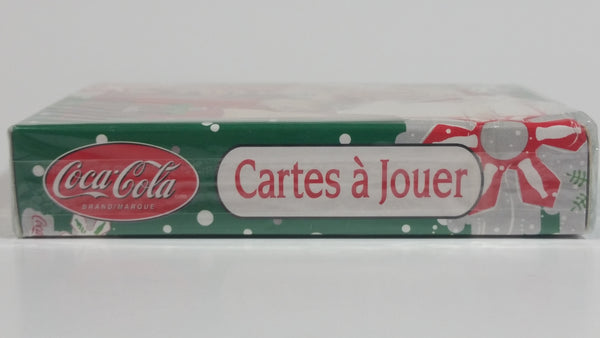 Coca-Cola
BRAND/MARQUE
Cartes à Jouer